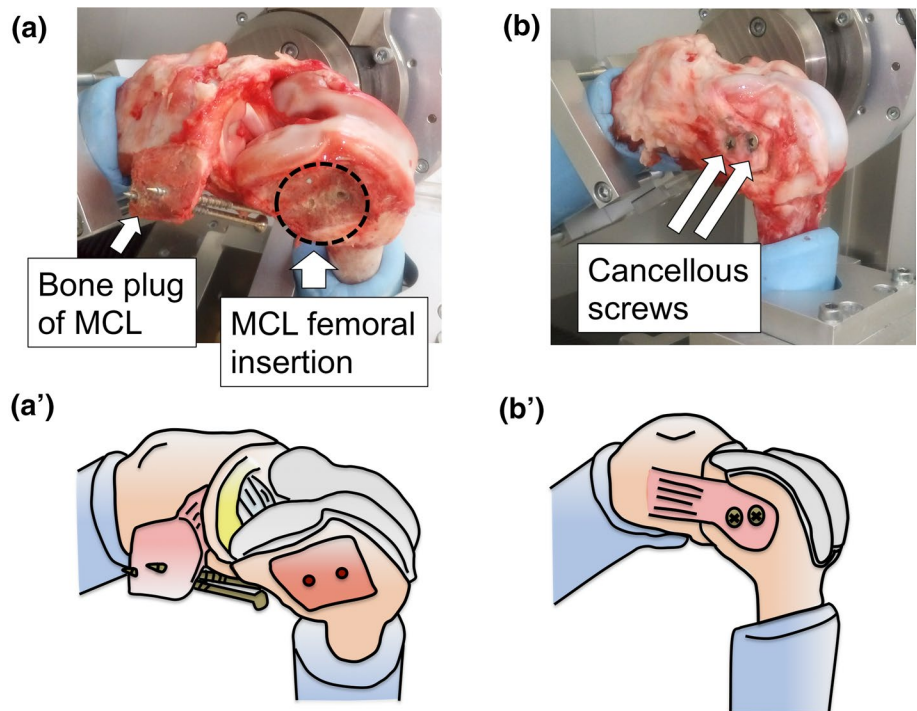 (a)
(b)
Bone plug
of MCL
MCL femoral
insertion
Cancellous
screws
(a’)
(b’)